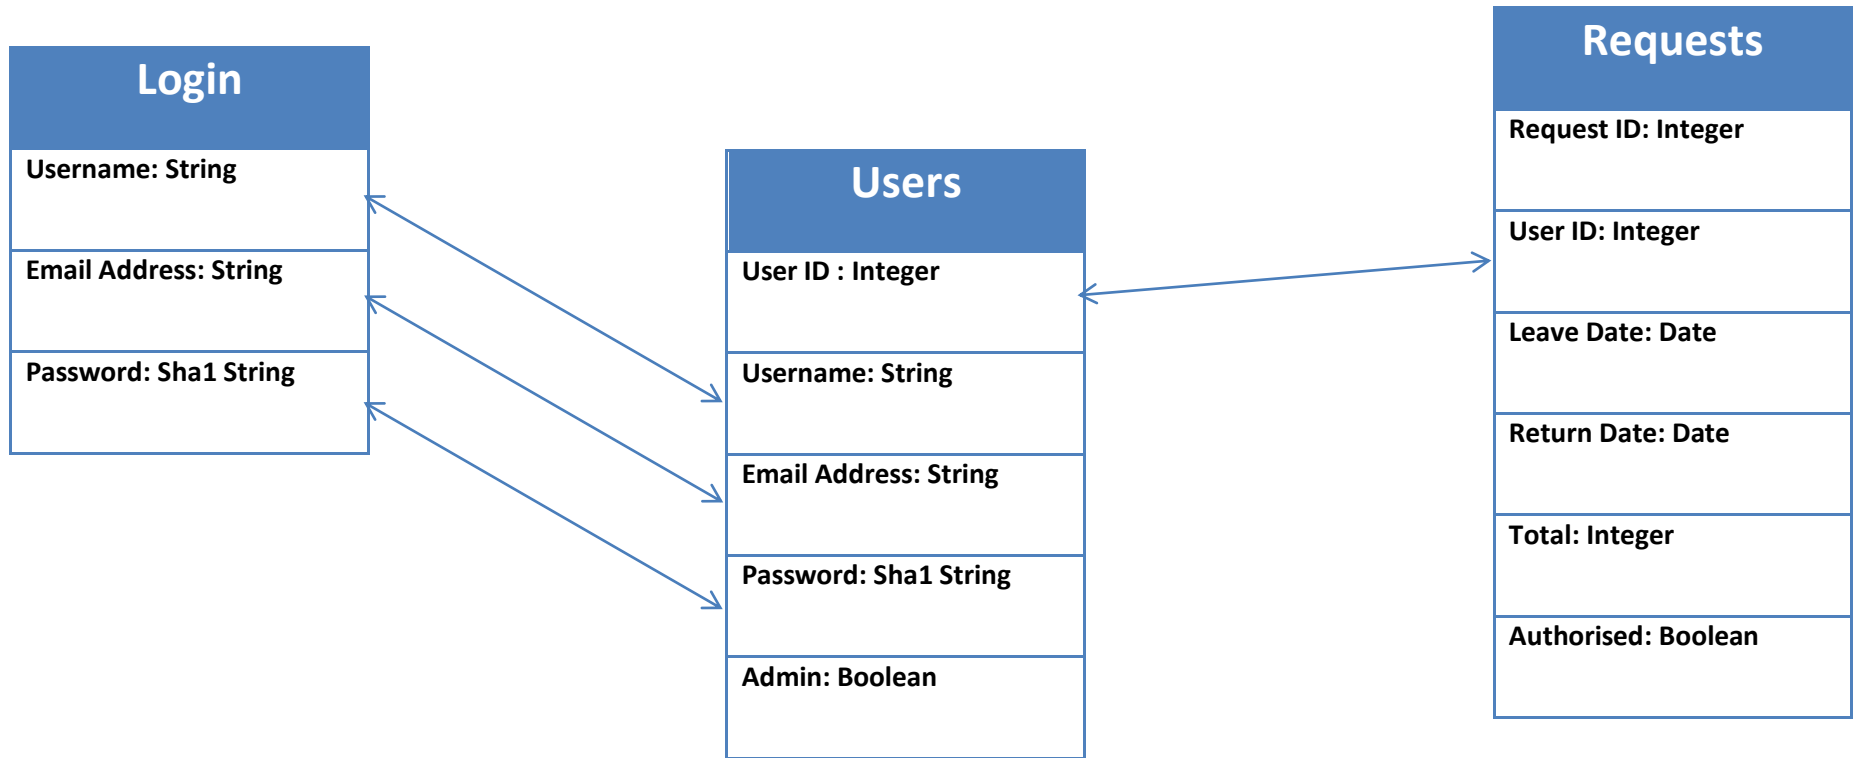 Login
Username: String
Email Address: String
Password: Sha1 String
Users
User ID : Integer
Username: String
Email Address: String
Password: Sha1 String
Admin: Boolean
Requests
Request ID: Integer
User ID: Integer
Leave Date: Date
Return Date: Date
Total: Integer
Authorised: Boolean